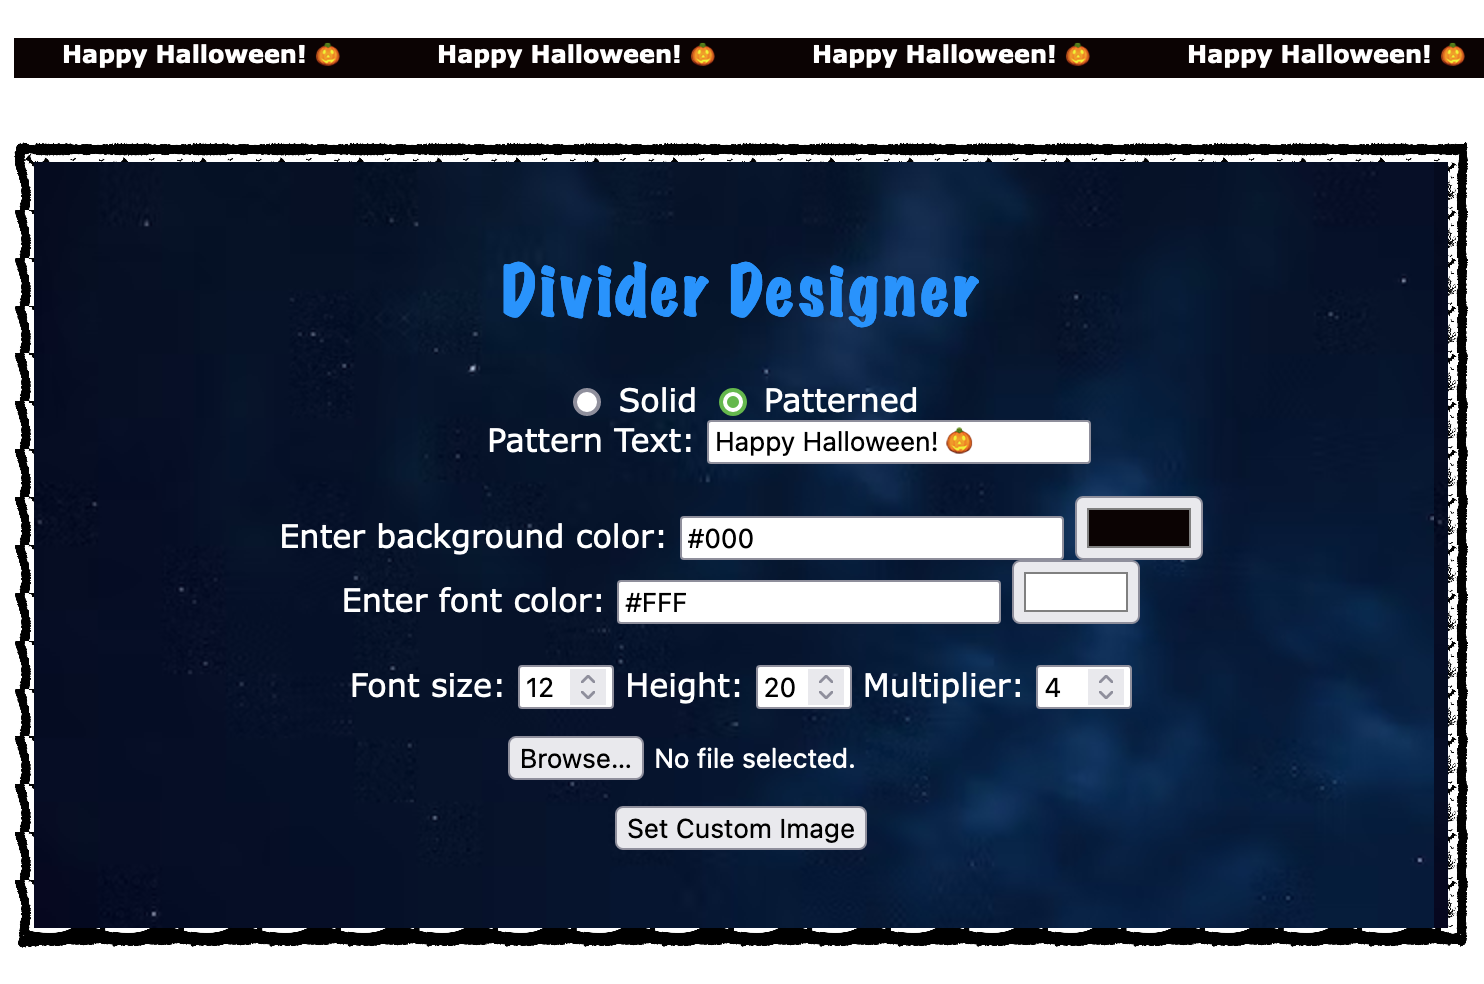 Happy Halloween! 🎃 Happy Halloween! 🎃 Happy Halloween! 🎃 Happy Halloween! 🎃
Divider Designer
Solid Patterned
Pattern Text: Happy Halloween! 🎃
Enter background color: #000
Enter font color: #FFF
Font size: 12 Height: 20 Multiplier: 4
Browse... No file selected.
Set Custom Image